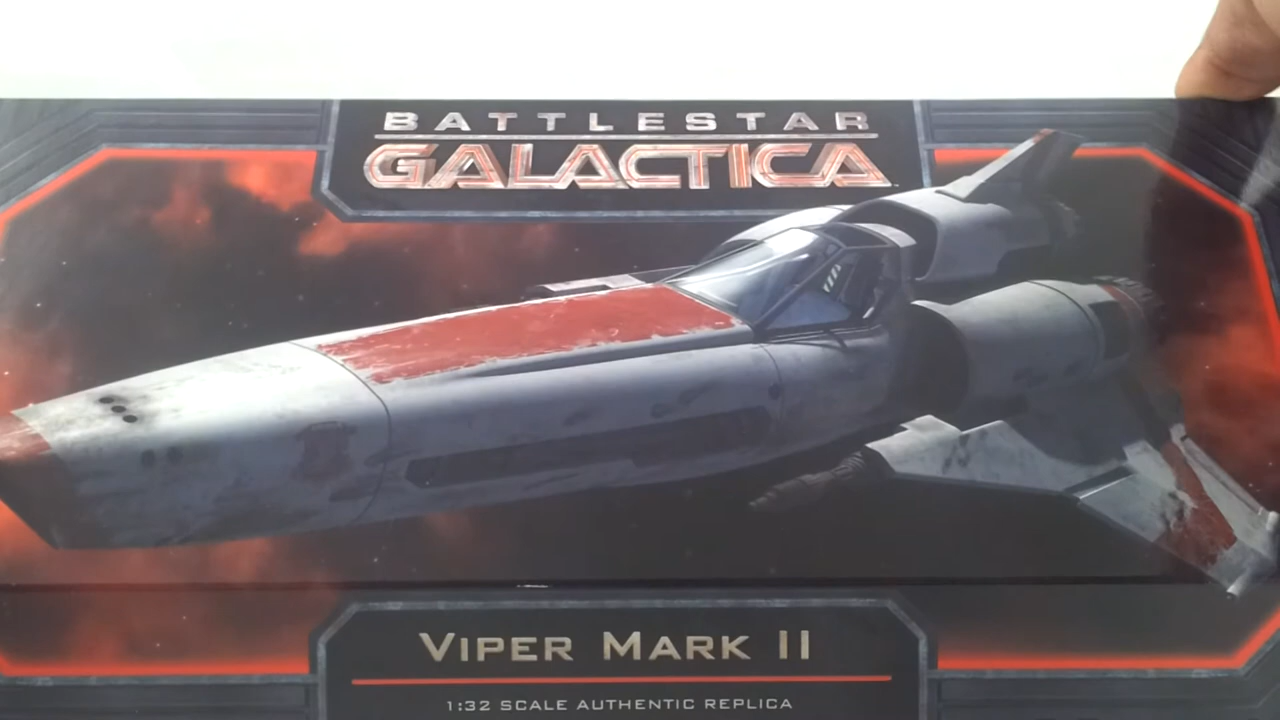 BATTLESTAR
GALACTICA
VIPER MARK II
1:32 SCALE AUTHENTIC REPLICA